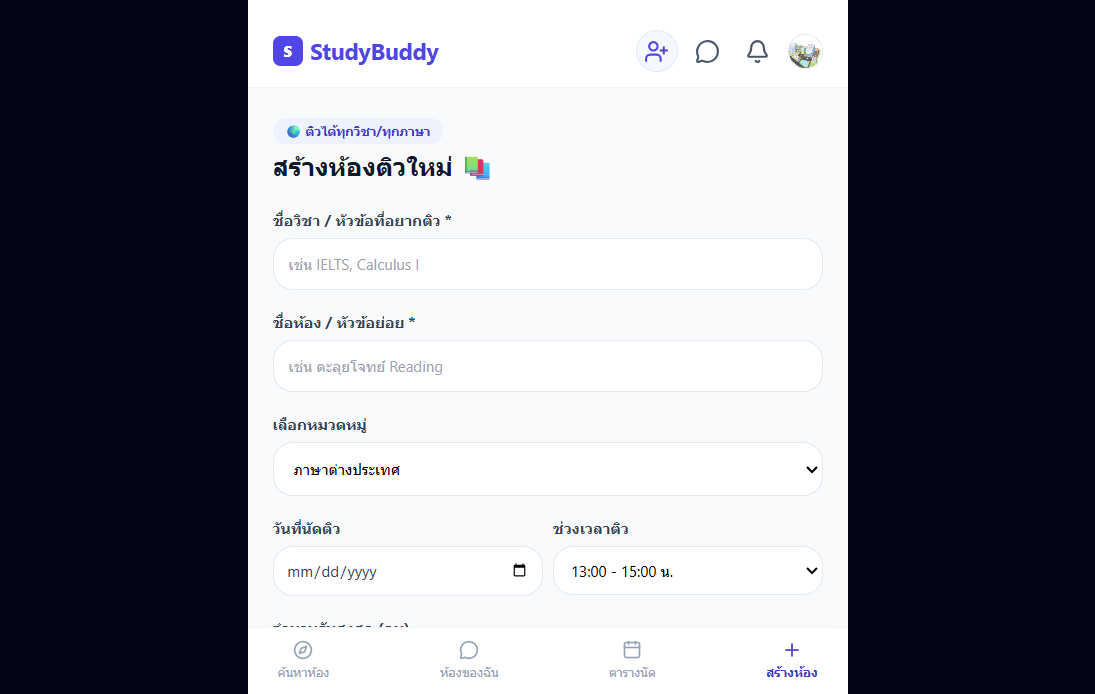 S StudyBuddy
ติวได้ทุกวิชา/ทุกภาษา
สร้างห้องติวใหม่
ชื่อวิชา / หัวข้อที่อยากติว *
เช่น IELTS, Calculus I
ชื่อห้อง / หัวข้อย่อย *
เช่น ตะลุยโจทย์ Reading
เลือกหมวดหมู่
ภาษาต่างประเทศ
วันที่นัดติว ช่วงเวลาติว
mm/dd/yyyy 13:00 - 15:00 น.
ค้นหาห้อง ห้องของฉัน ตารางนัด สร้างห้อง